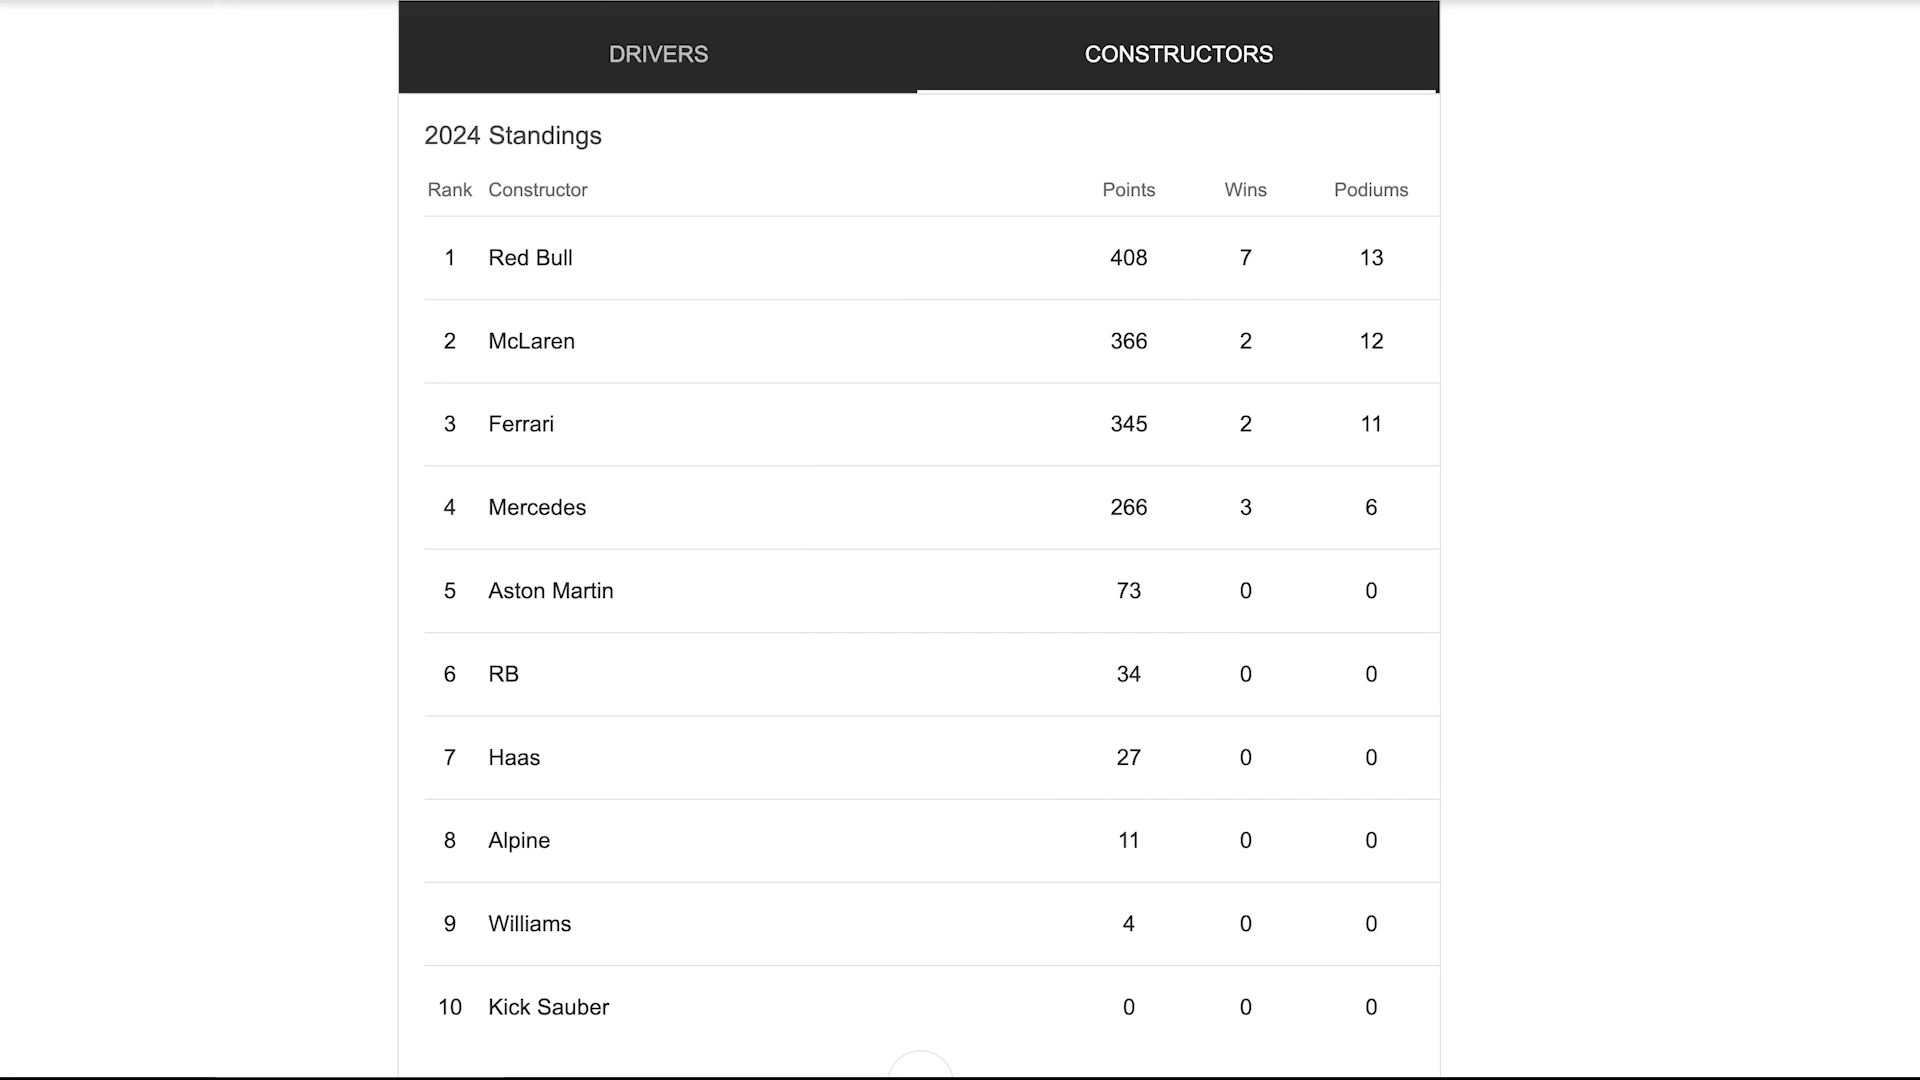 DRIVERS CONSTRUCTORS
2024 Standings
Rank Constructor Points Wins Podiums
1 Red Bull 408 7 13
2 McLaren 366 2 12
3 Ferrari 345 2 11
4 Mercedes 266 3 6
5 Aston Martin 73 0 0
6 RB 34 0 0
7 Haas 27 0 0
8 Alpine 11 0 0
9 Williams 4 0 0
10 Kick Sauber 0 0 0